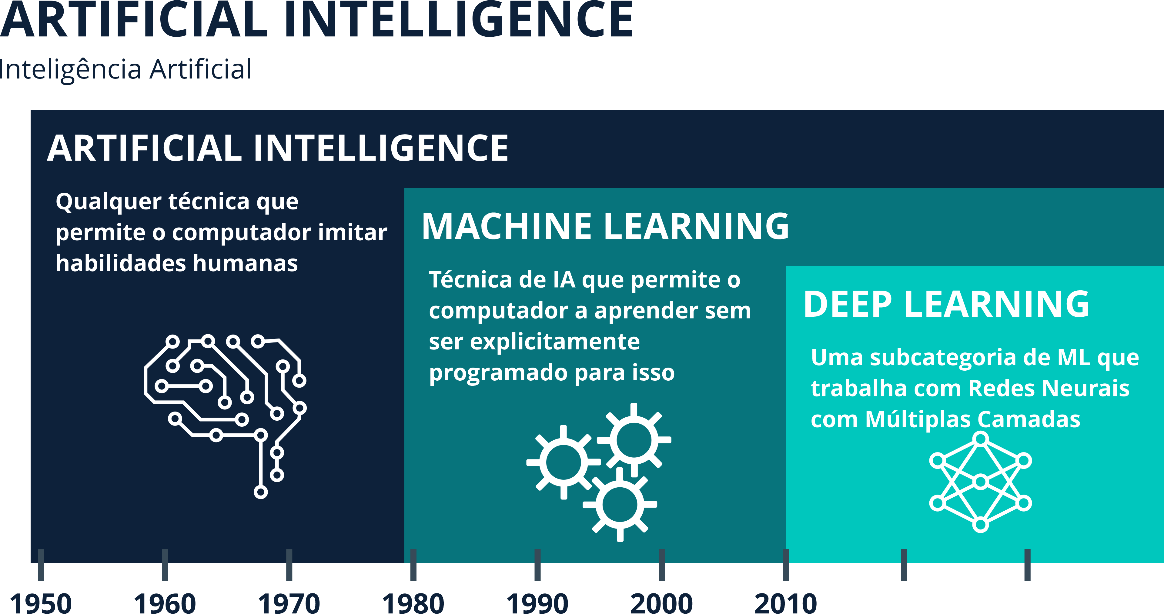 ARTIFICIAL INTELLIGENCE
Inteligência Artificial
ARTIFICIAL INTELLIGENCE
Qualquer técnica que
permite o computador imitar
habilidades humanas
MACHINE LEARNING
Técnica de IA que permite o
computador a aprender sem
ser explicitamente
programado para isso
DEEP LEARNING
Uma subcategoria de ML que
trabalha com Redes Neurais
com Múltiplas Camadas
1950 1960 1970 1980 1990 2000 2010